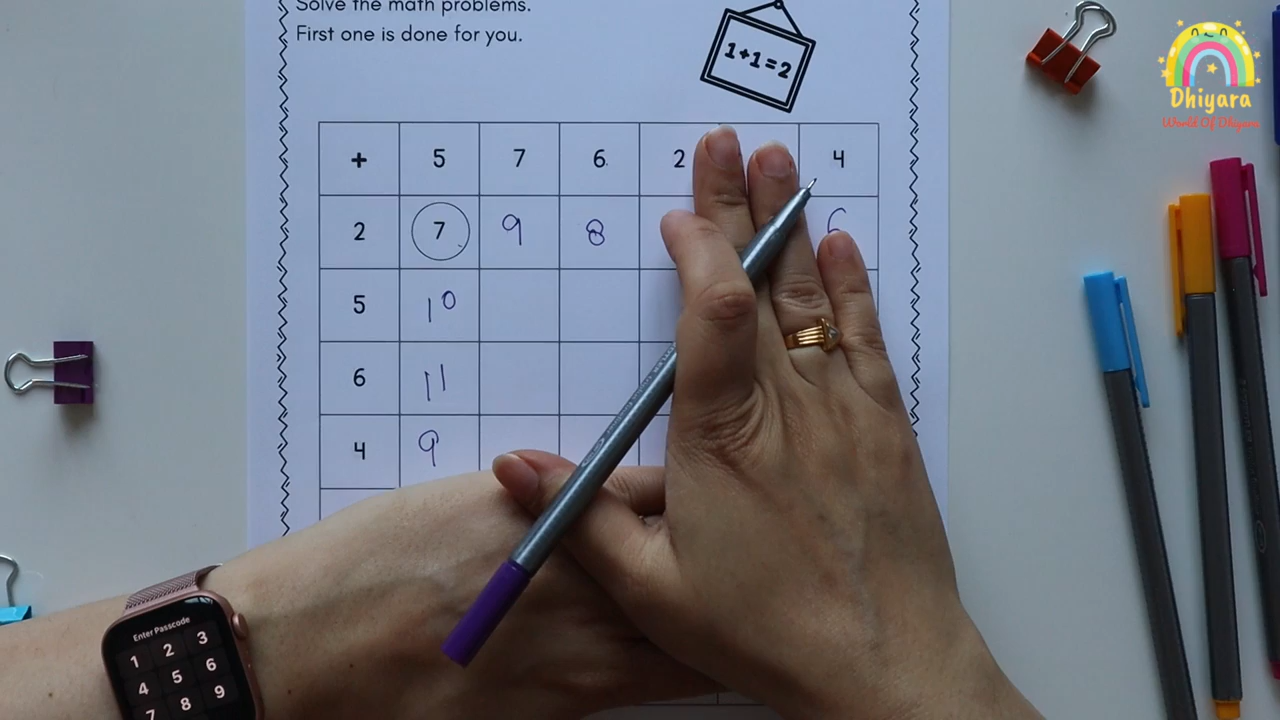 Solve the math problems.
First one is done for you.
1+1=2
Dhiyara
World Of Dhiyara
+ 5 7 6 2 4
2 7 9 8 6
5 10
6 11
4 9
Enter Passcode
1 2 3
4 5 6
7 8 9